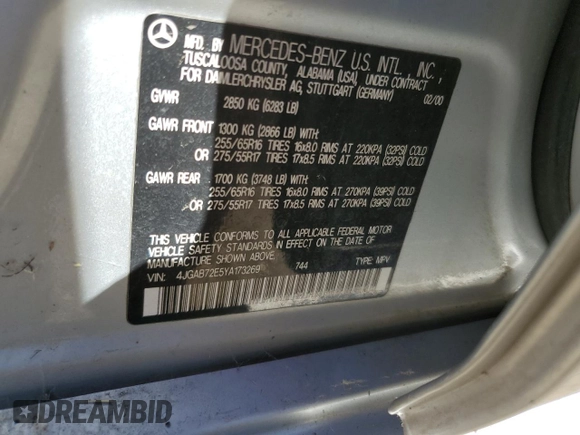 MFD. BY MERCEDES-BENZ U.S. INTL., INC.,
TUSCALOOSA COUNTY, ALABAMA (USA), UNDER CONTRACT
FOR DAIMLERCHRYSLER AG, STUTTGART (GERMANY) 02/00
GVWR 2850 KG (6283 LB)
GAWR FRONT 1300 KG (2866 LB) WITH:
255/65R16 TIRES 16x8.0 RIMS AT 220KPA (32PSI) COLD
OR 275/55R17 TIRES 17x8.5 RIMS AT 220KPA (32PSI) COLD
GAWR REAR 1700 KG (3748 LB) WITH:
255/65R16 TIRES 16x8.0 RIMS AT 270KPA (39PSI) COLD
OR 275/55R17 TIRES 17x8.5 RIMS AT 270KPA (39PSI) COLD
THIS VEHICLE CONFORMS TO ALL APPLICABLE FEDERAL MOTOR
VEHICLE SAFETY STANDARDS IN EFFECT ON THE DATE OF
MANUFACTURE SHOWN ABOVE.
VIN: 4JGAB72E5YA173269 744 TYPE: MPV
DREAMBID